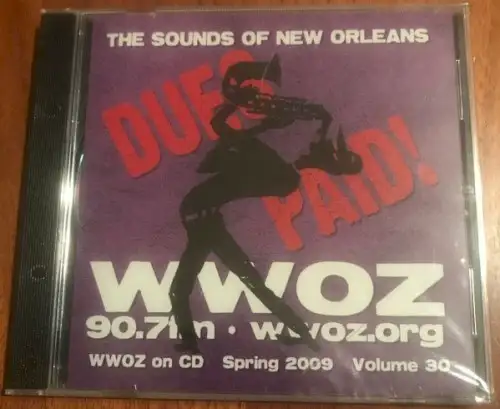 THE SOUNDS OF NEW ORLEANS
DUES
PAID!
WWOZ
90.7fm · wwoz.org
WWOZ on CD Spring 2009 Volume 30